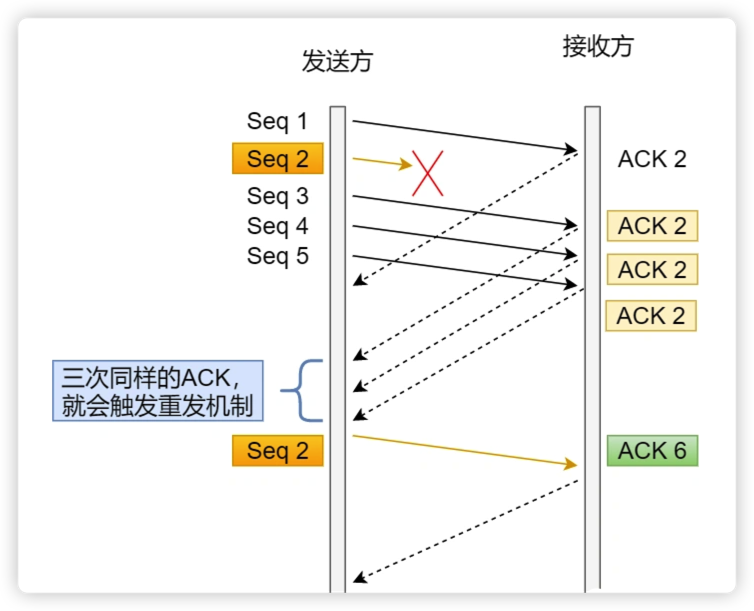 发送方
接收方
Seq 1
Seq 2
ACK 2
Seq 3
Seq 4
ACK 2
Seq 5
ACK 2
ACK 2
三次同样的ACK，
就会触发重发机制
Seq 2
ACK 6